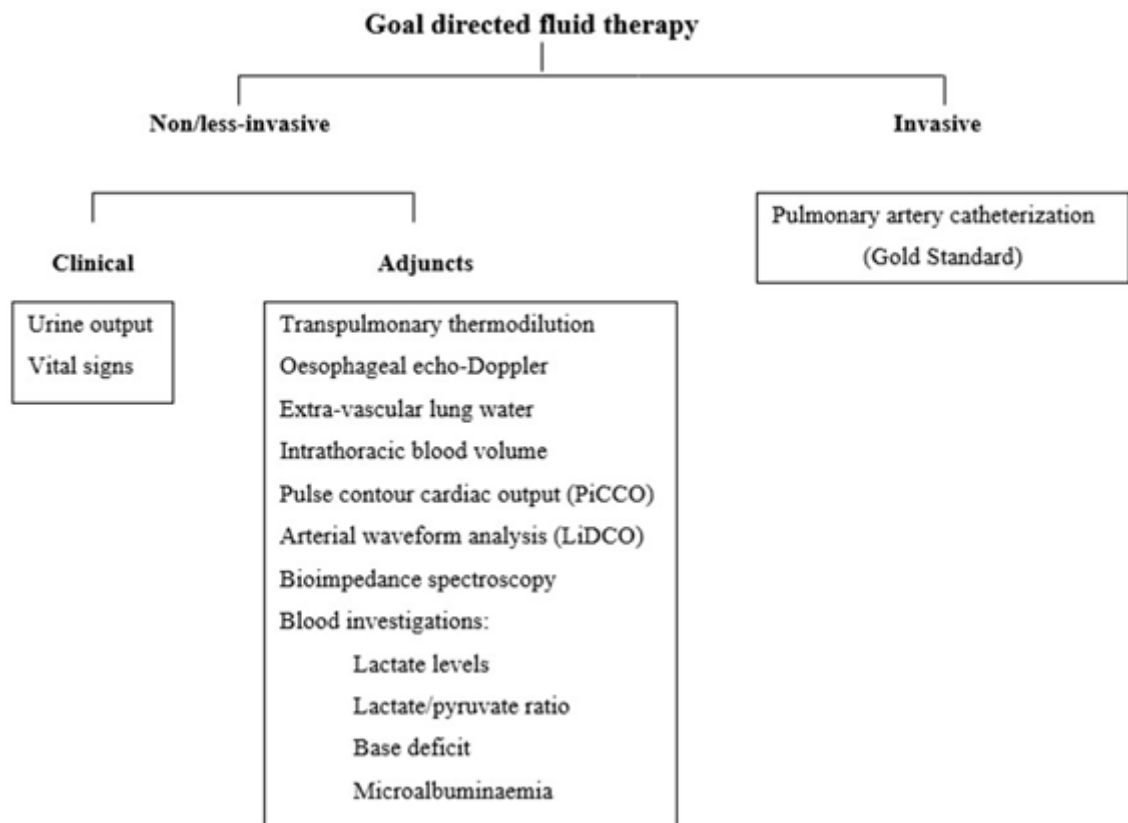 Goal directed fluid therapy
Non/less-invasive
Invasive
Pulmonary artery catheterization
(Gold Standard)
Clinical
Adjuncts
Urine output
Vital signs
Transpulmonary thermodilution
Oesophageal echo-Doppler
Extra-vascular lung water
Intrathoracic blood volume
Pulse contour cardiac output (PiCCO)
Arterial waveform analysis (LiDCO)
Bioimpedance spectroscopy
Blood investigations:
Lactate levels
Lactate/pyruvate ratio
Base deficit
Microalbuminaemia